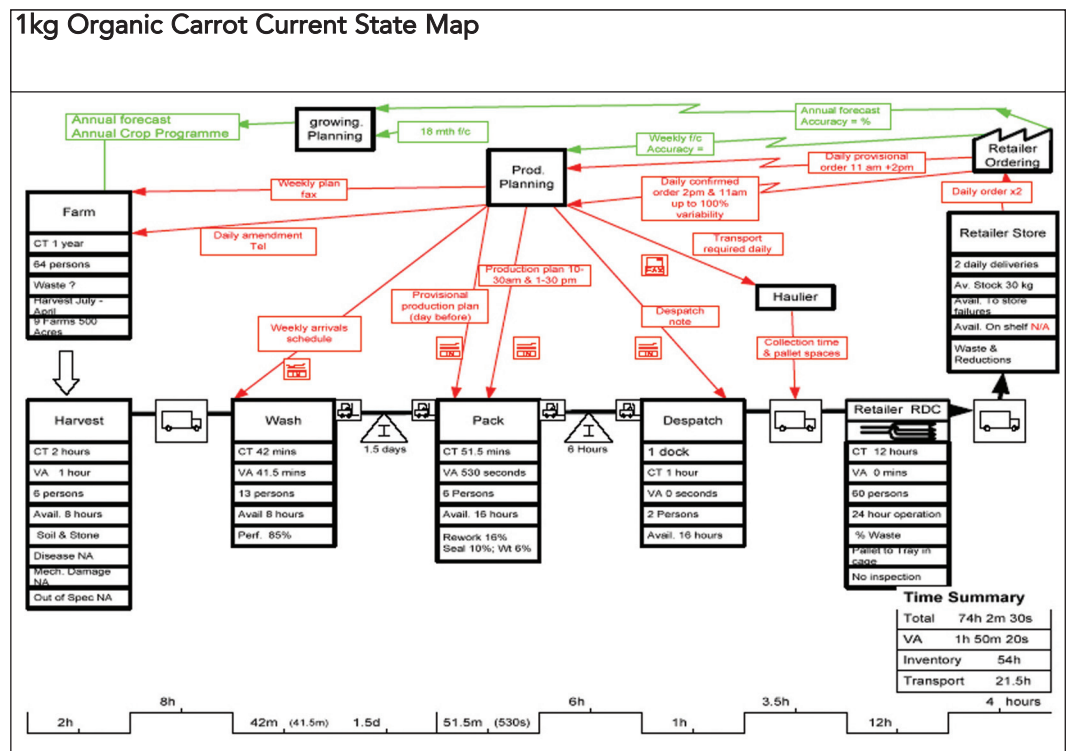 1kg Organic Carrot Current State Map
Annual forecast
Annual Crop Programme
growing.
Planning
18 mth f/c
Annual forecast
Accuracy = %
Weekly f/c
Accuracy =
Retailer
Ordering
Prod.
Planning
Daily provisional
order 11 am +2pm
Daily confirmed
order 2pm & 11am
up to 100%
variability
Daily order x2
Weekly plan
fax
Daily amendment
Tel
Transport
required daily
FAX
Farm
CT 1 year
64 persons
Waste ?
Harvest July -
April
9 Farms 500
Acres
Retailer Store
2 daily deliveries
Av. Stock 30 kg
Avail. To store
failures
Avail. On shelf N/A
Waste &
Reductions
Production plan 10-
30am & 1-30 pm
Provisional
production plan
(day before)
Haulier
Weekly arrivals
schedule
Despatch
note
Collection time
& pallet spaces
IN
IN
IN
IN
Harvest
CT 2 hours
VA 1 hour
6 persons
Avail. 8 hours
Soil & Stone
Disease NA
Mech. Damage
NA
Out of Spec NA
Wash
CT 42 mins
VA 41.5 mins
13 persons
Avail 8 hours
Perf. 85%
I
1.5 days
Pack
CT 51.5 mins
VA 530 seconds
6 Persons
Avail. 16 hours
Rework 16%
Seal 10%; Wt 6%
I
6 Hours
Despatch
1 dock
CT 1 hour
VA 0 seconds
2 Persons
Avail. 16 hours
Retailer RDC
CT 12 hours
VA 0 mins
60 persons
24 hour operation
% Waste
Pallet to Tray in
cage
No inspection
Time Summary
Total 74h 2m 30s
VA 1h 50m 20s
Inventory 54h
Transport 21.5h
2h
8h
42m (41.5m) 1.5d
51.5m (530s)
6h
1h
3.5h
12h
4 hours